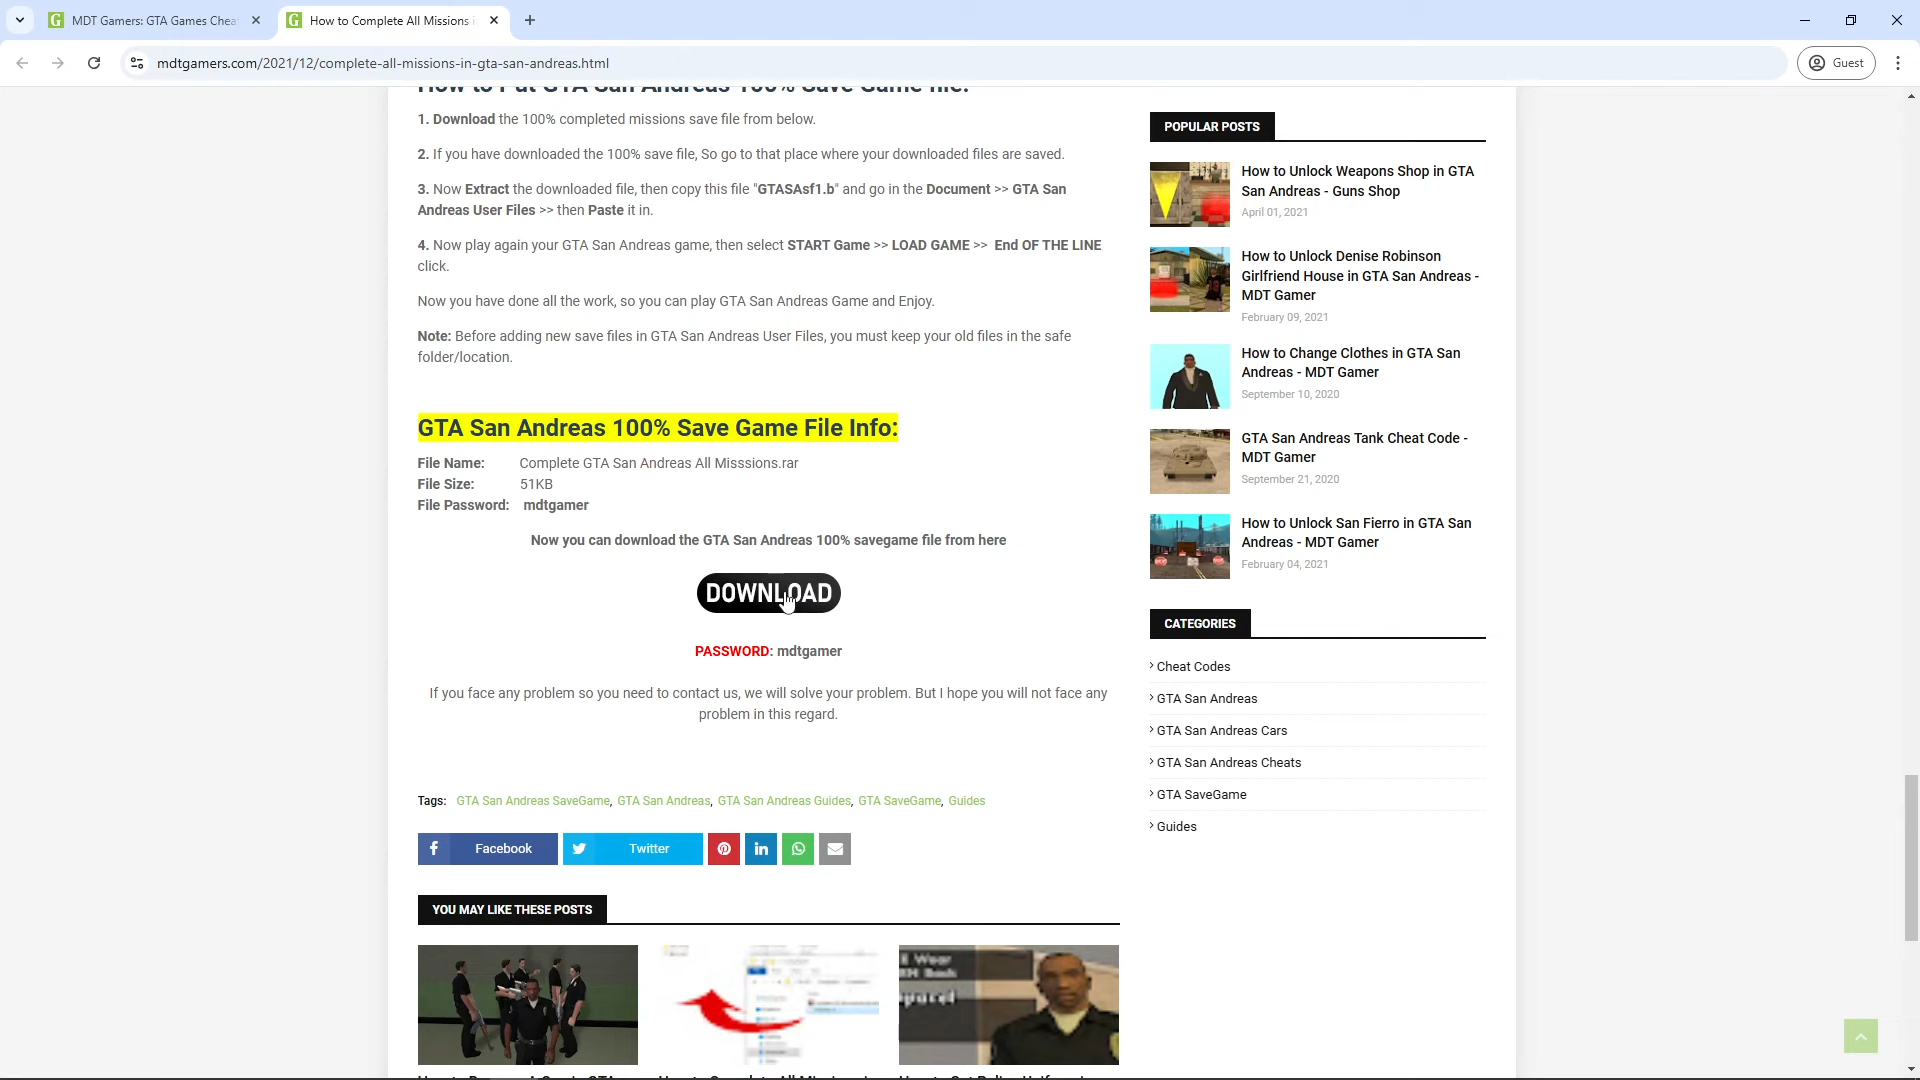 MDT Gamers: GTA Games Chea
How to Complete All Missions i
mdtgamers.com/2021/12/complete-all-missions-in-gta-san-andreas.html
Guest
How to Put GTA San Andreas 100% Save Game file:
1. Download the 100% completed missions save file from below.
2. If you have downloaded the 100% save file, So go to that place where your downloaded files are saved.
3. Now Extract the downloaded file, then copy this file "GTASAsf1.b" and go in the Document >> GTA San
Andreas User Files >> then Paste it in.
4. Now play again your GTA San Andreas game, then select START Game >> LOAD GAME >> End OF THE LINE
click.
Now you have done all the work, so you can play GTA San Andreas Game and Enjoy.
Note: Before adding new save files in GTA San Andreas User Files, you must keep your old files in the safe
folder/location.
GTA San Andreas 100% Save Game File Info:
File Name: Complete GTA San Andreas All Misssions.rar
File Size: 51KB
File Password: mdtgamer
Now you can download the GTA San Andreas 100% savegame file from here
DOWNLOAD
PASSWORD: mdtgamer
If you face any problem so you need to contact us, we will solve your problem. But I hope you will not face any
problem in this regard.
Tags: GTA San Andreas SaveGame, GTA San Andreas, GTA San Andreas Guides, GTA SaveGame, Guides
Facebook
Twitter
YOU MAY LIKE THESE POSTS
POPULAR POSTS
How to Unlock Weapons Shop in GTA
San Andreas - Guns Shop
April 01, 2021
How to Unlock Denise Robinson
Girlfriend House in GTA San Andreas -
MDT Gamer
February 09, 2021
How to Change Clothes in GTA San
Andreas - MDT Gamer
September 10, 2020
GTA San Andreas Tank Cheat Code -
MDT Gamer
September 21, 2020
How to Unlock San Fierro in GTA San
Andreas - MDT Gamer
February 04, 2021
CATEGORIES
Cheat Codes
GTA San Andreas
GTA San Andreas Cars
GTA San Andreas Cheats
GTA SaveGame
Guides